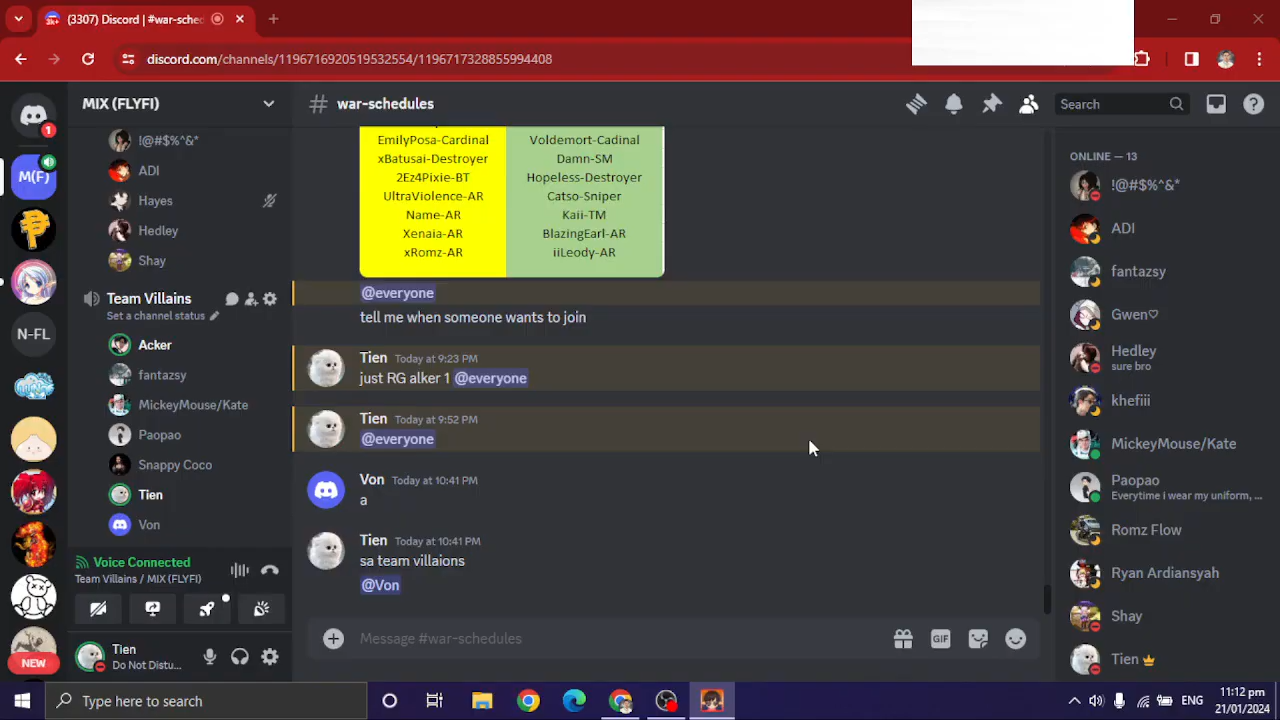 (3307) Discord | #war-sched
discord.com/channels/1196716920519532554/1196717328855994408
MIX (FLYFI)
!@#$%^&*
ADI
Hayes
Hedley
Shay
Team Villains
Set a channel status
Acker
fantazsy
MickeyMouse/Kate
Paopao
Snappy Coco
Tien
Von
Voice Connected
Team Villains / MIX (FLYFI)
Tien
Do Not Distu...
1
M(F)
N-FL
NEW
# war-schedules
Search
EmilyPosa-Cardinal
xBatusai-Destroyer
2Ez4Pixie-BT
UltraViolence-AR
Name-AR
Xenaia-AR
xRomz-AR
Voldemort-Cadinal
Damn-SM
Hopeless-Destroyer
Catso-Sniper
Kaii-TM
BlazingEarl-AR
iiLeody-AR
@everyone
tell me when someone wants to join
Tien Today at 9:23 PM
just RG alker 1 @everyone
Tien Today at 9:52 PM
@everyone
Von Today at 10:41 PM
a
Tien Today at 10:41 PM
sa team villaions
@Von
Message #war-schedules
GIF
ONLINE — 13
!@#$%^&*
ADI
fantazsy
Gwen♡
Hedley
sure bro
khefiii
MickeyMouse/Kate
Paopao
Everytime i wear my uniform, ...
Romz Flow
Ryan Ardiansyah
Shay
Tien
Type here to search
ENG
11:12 pm
21/01/2024